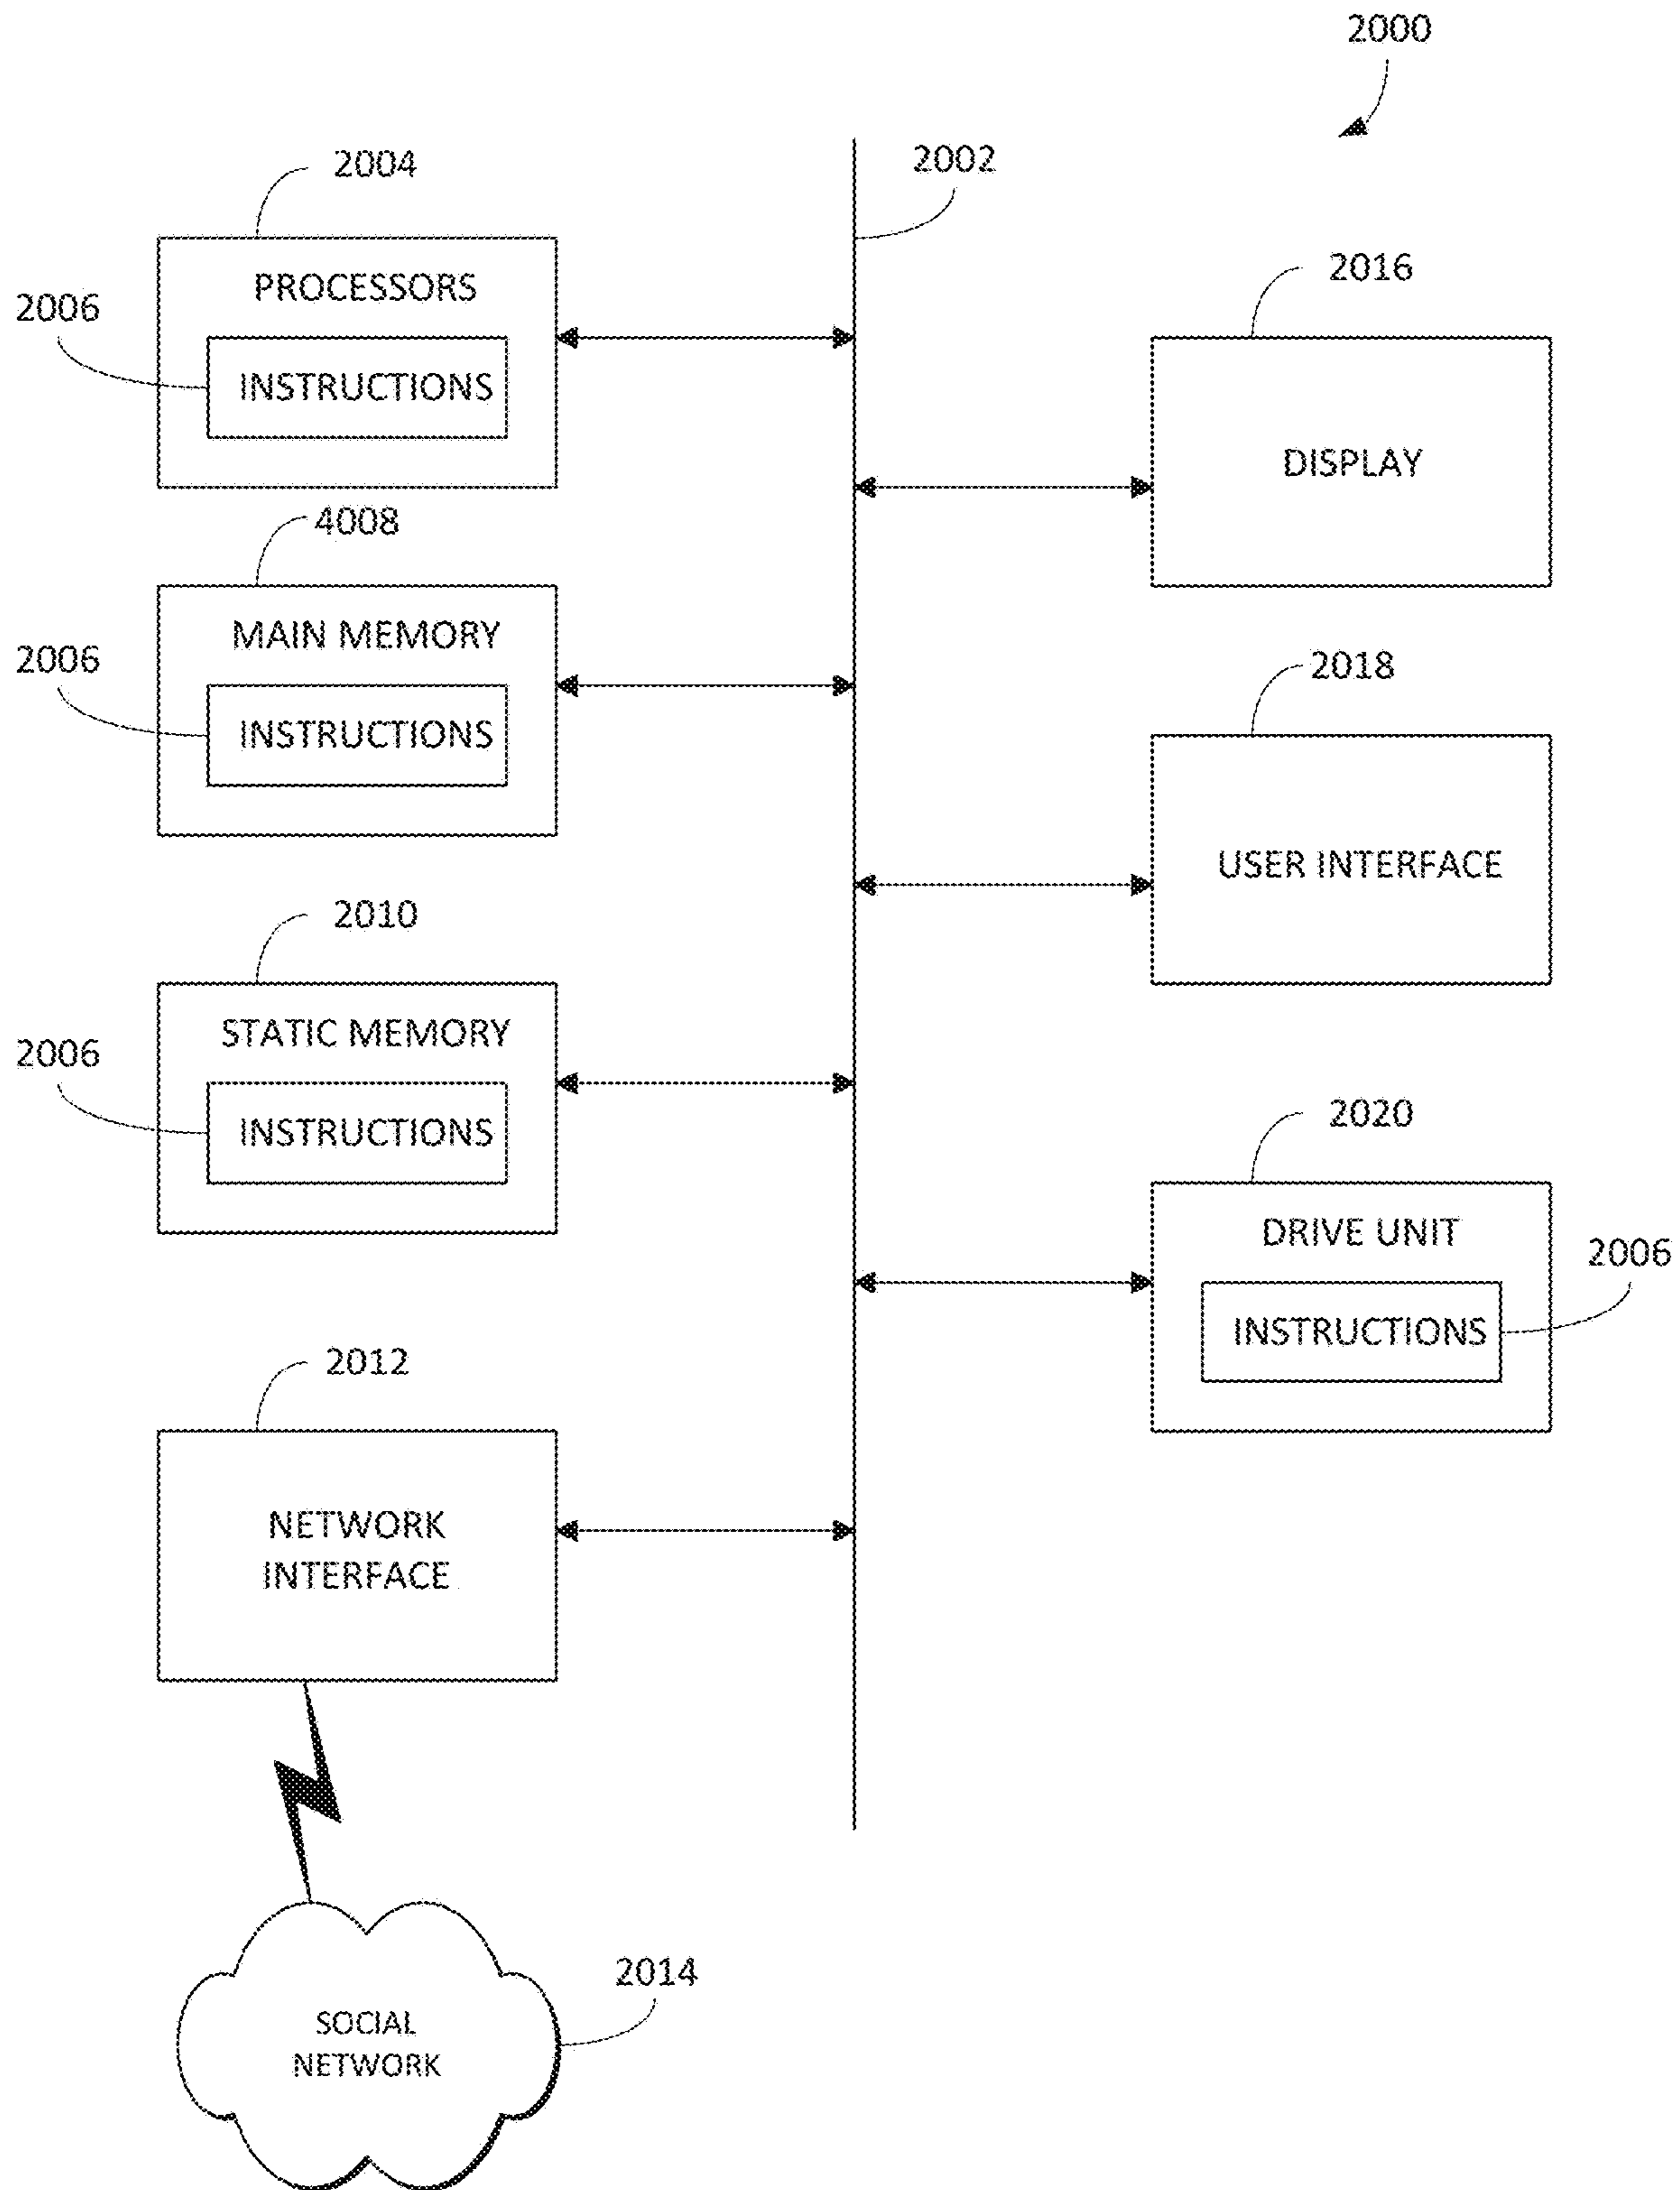 2000
2004
2002
PROCESSORS
2006
INSTRUCTIONS
2016
DISPLAY
4008
MAIN MEMORY
2006
INSTRUCTIONS
2018
USER INTERFACE
2010
STATIC MEMORY
2006
INSTRUCTIONS
2020
DRIVE UNIT
2006
INSTRUCTIONS
2012
NETWORK
INTERFACE
2014
SOCIAL
NETWORK